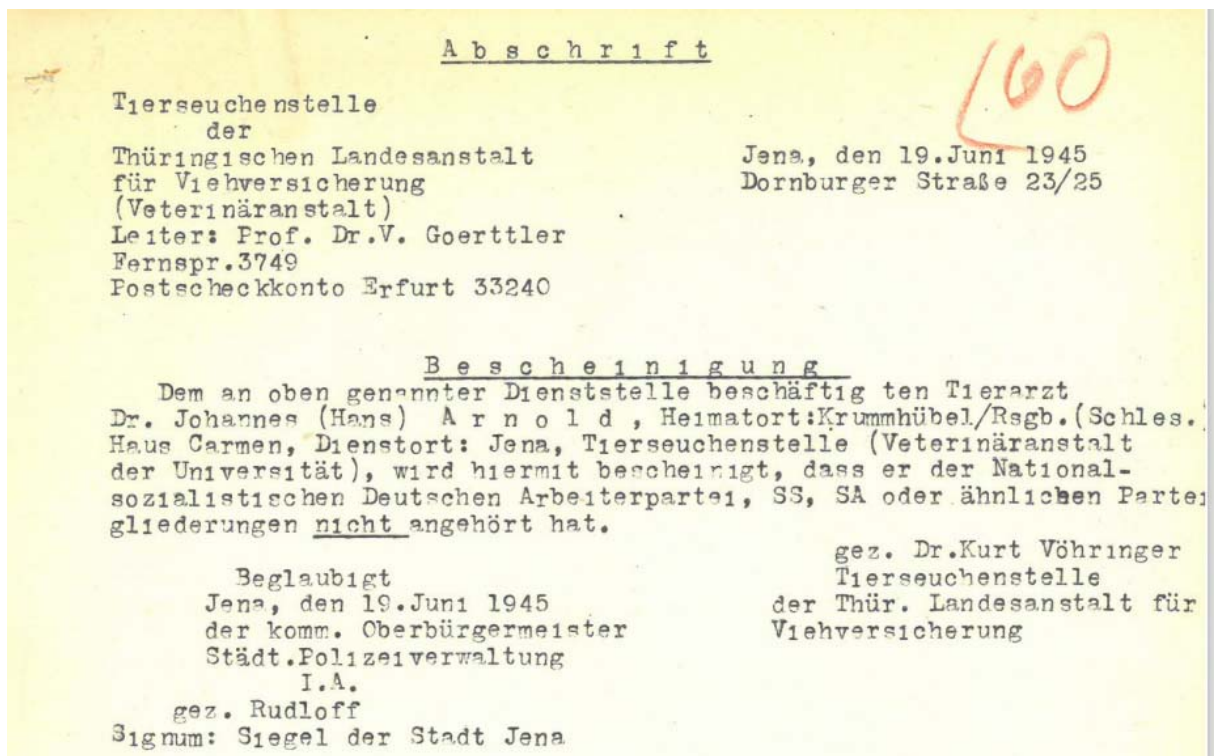 A b s c h r i f t
160
Tierseuchenstelle
der
Thüringischen Landesanstalt
für Viehversicherung
(Veterinäranstalt)
Leiter: Prof. Dr.V. Goerttler
Fernspr.3749
Postscheckkonto Erfurt 33240
Jena, den 19.Juni 1945
Dornburger Straße 23/25
B e s c h e i n i g u n g
Dem an oben genannter Dienststelle beschäftig ten Tierarzt
Dr. Johannes (Hans) A r n o l d , Heimatort:Krummhübel/Rsgb.(Schles.)
Haus Carmen, Dienstort: Jena, Tierseuchenstelle (Veterinäranstalt
der Universität), wird hiermit bescheinigt, dass er der National-
sozialistischen Deutschen Arbeiterpartei, SS, SA oder ähnlichen Partei
gliederungen nicht angehört hat.
gez. Dr.Kurt Vöhringer
Tierseuchenstelle
der Thür. Landesanstalt für
Viehversicherung
Beglaubigt
Jena, den 19.Juni 1945
der komm. Oberbürgermeister
Städt.Polizeiverwaltung
I.A.
gez. Rudloff
Signum: Siegel der Stadt Jena